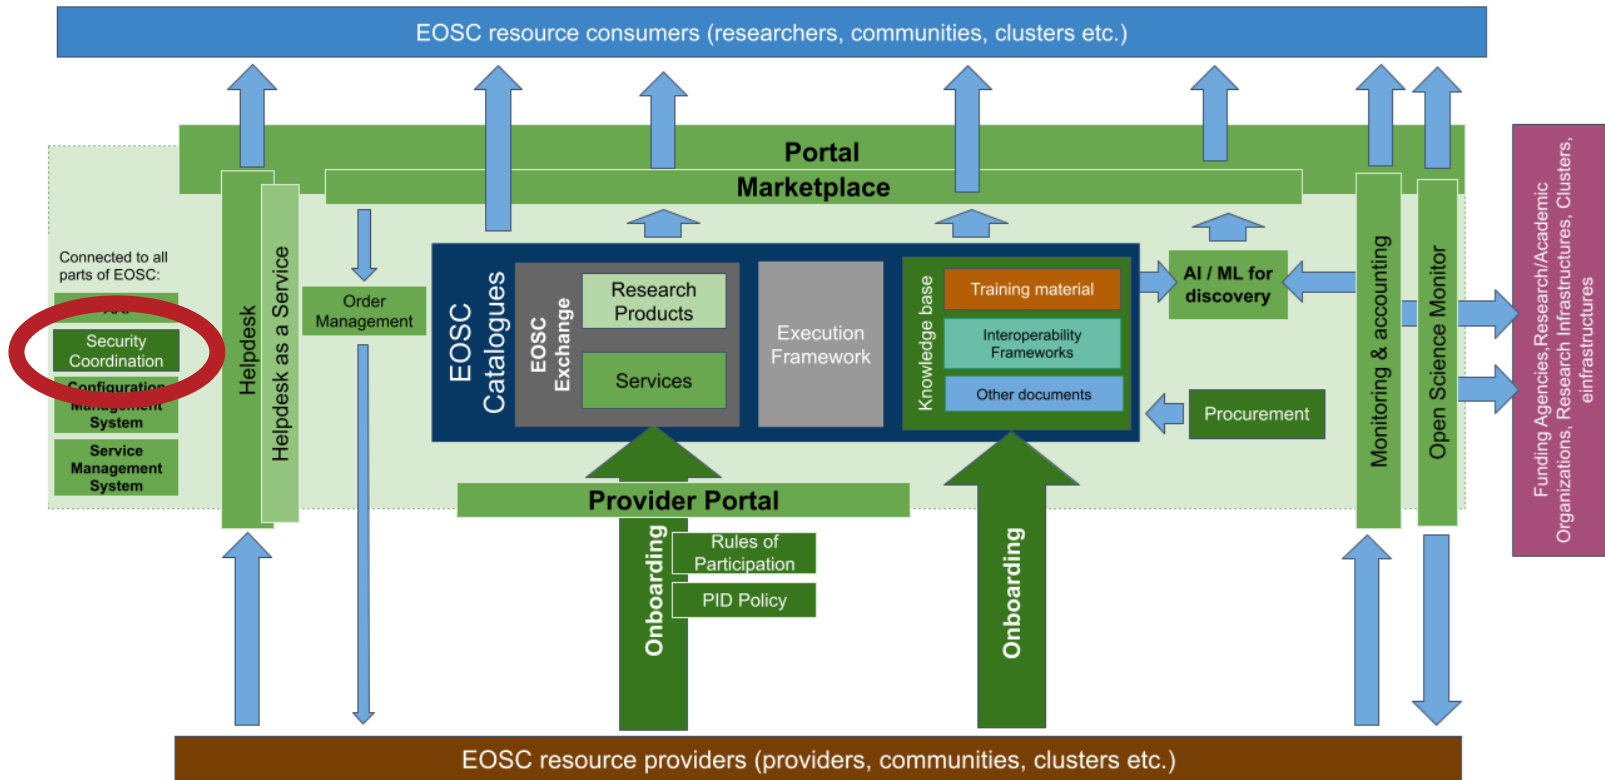 EOSC resource consumers (researchers, communities, clusters etc.)
Portal
Marketplace
Connected to all
parts of EOSC:
Security
Coordination
Configuration
Management
System
Service
Management
System
Helpdesk
Helpdesk as a Service
Order
Management
EOSC
Catalogues
EOSC
Exchange
Research
Products
Services
Execution
Framework
Knowledge base
Training material
Interoperability
Frameworks
Other documents
AI / ML for
discovery
Procurement
Monitoring & accounting
Open Science Monitor
Funding Agencies,Research/Academic
Organizations, Research Infrastructures, Clusters,
einfrastructures
Provider Portal
Onboarding
Rules of
Participation
PID Policy
Onboarding
EOSC resource providers (providers, communities, clusters etc.)